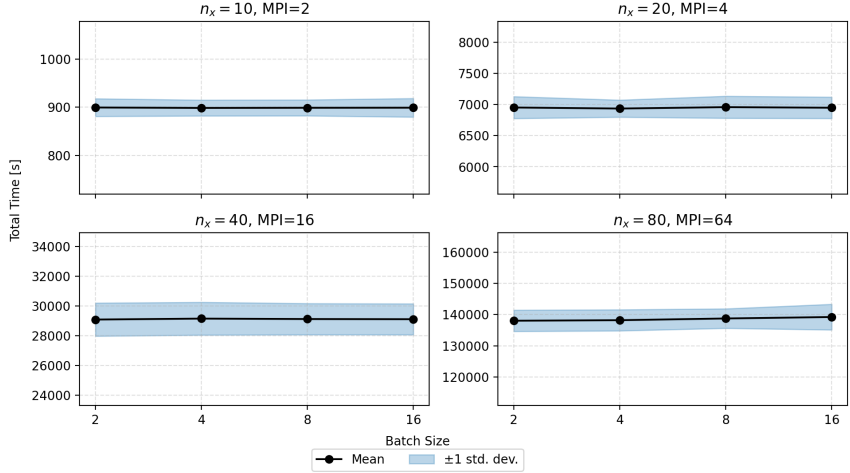 n_x = 10, MPI=2
1000
900
800
n_x = 20, MPI=4
8000
7500
7000
6500
6000
Total Time [s]
n_x = 40, MPI=16
34000
32000
30000
28000
26000
24000
2 4 8 16
n_x = 80, MPI=64
160000
150000
140000
130000
120000
2 4 8 16
Batch Size
Mean ±1 std. dev.